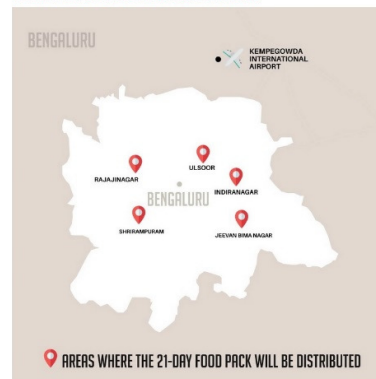 BENGALURU
KEMPEGOWDA
INTERNATIONAL
AIRPORT
ULSOOR
RAJAJINAGAR
INDIRANAGAR
BENGALURU
SHRIRAMPURAM
JEEVAN BIMA NAGAR
AREAS WHERE THE 21-DAY FOOD PACK WILL BE DISTRIBUTED